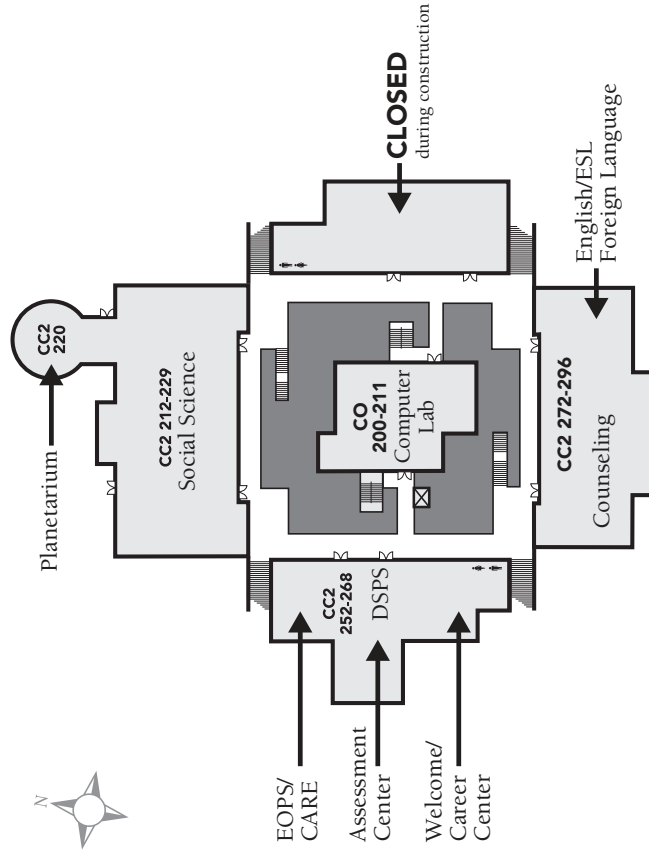 CLOSED
during construction
Planetarium
CC2
220
CC2 212-229
Social Science
CO
200-211
Computer
Lab
English/ESL
Foreign Language
CC2 272-296
Counseling
CC2
252-268
DSPS
EOPS/
CARE
Assessment
Center
Welcome/
Career
Center
N